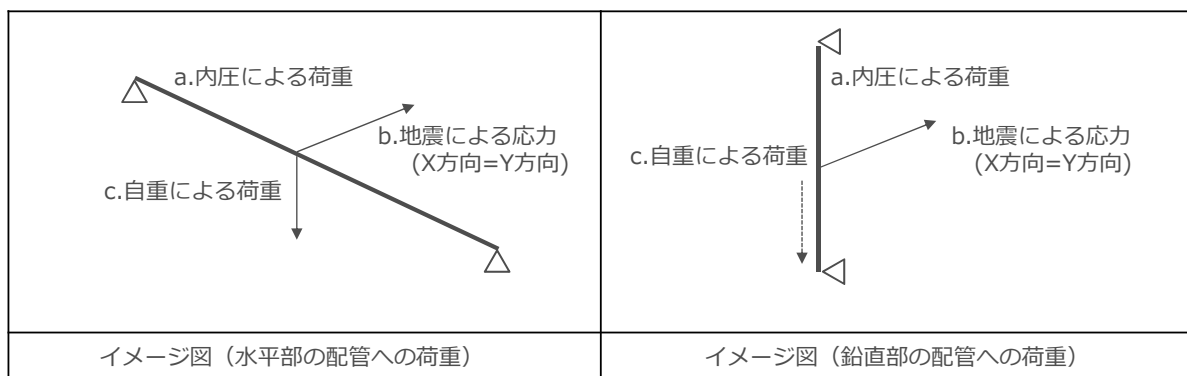 a.内圧による荷重
b.地震による応力
(X方向=Y方向)
c.自重による荷重
イメージ図（水平部の配管への荷重）
a.内圧による荷重
b.地震による応力
(X方向=Y方向)
c.自重による荷重
イメージ図（鉛直部の配管への荷重）